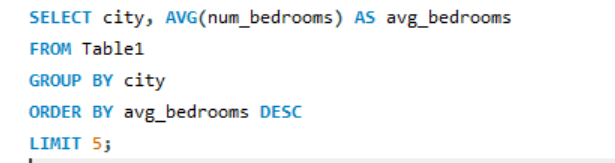 SELECT city, AVG(num_bedrooms) AS avg_bedrooms
FROM Table1
GROUP BY city
ORDER BY avg_bedrooms DESC
LIMIT 5;